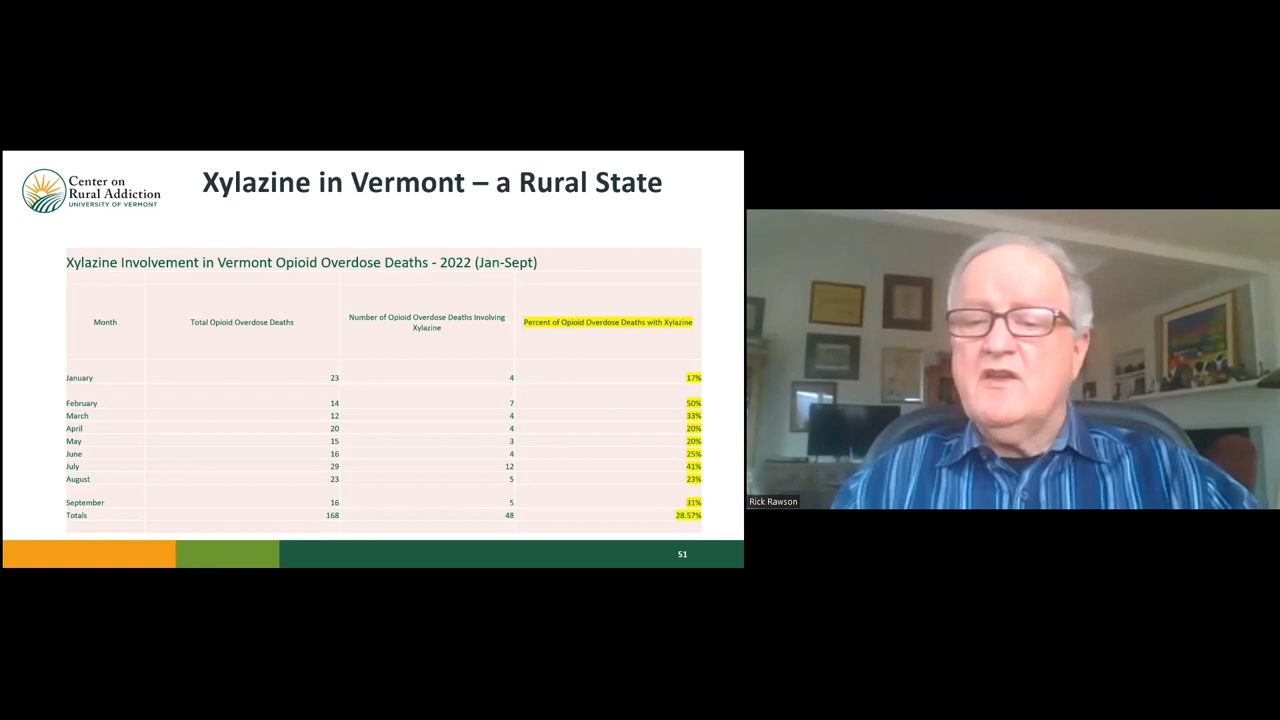 Center on
Rural Addiction
UNIVERSITY OF VERMONT
Xylazine in Vermont – a Rural State
Xylazine Involvement in Vermont Opioid Overdose Deaths - 2022 (Jan-Sept)
Month Total Opioid Overdose Deaths Number of Opioid Overdose Deaths Involving Xylazine Percent of Opioid Overdose Deaths with Xylazine
January 23 4 17%
February 14 7 50%
March 12 4 33%
April 20 4 20%
May 15 3 20%
June 16 4 25%
July 29 12 41%
August 23 5 23%
September 16 5 31%
Totals 168 48 28.57%
51
Rick Rawson